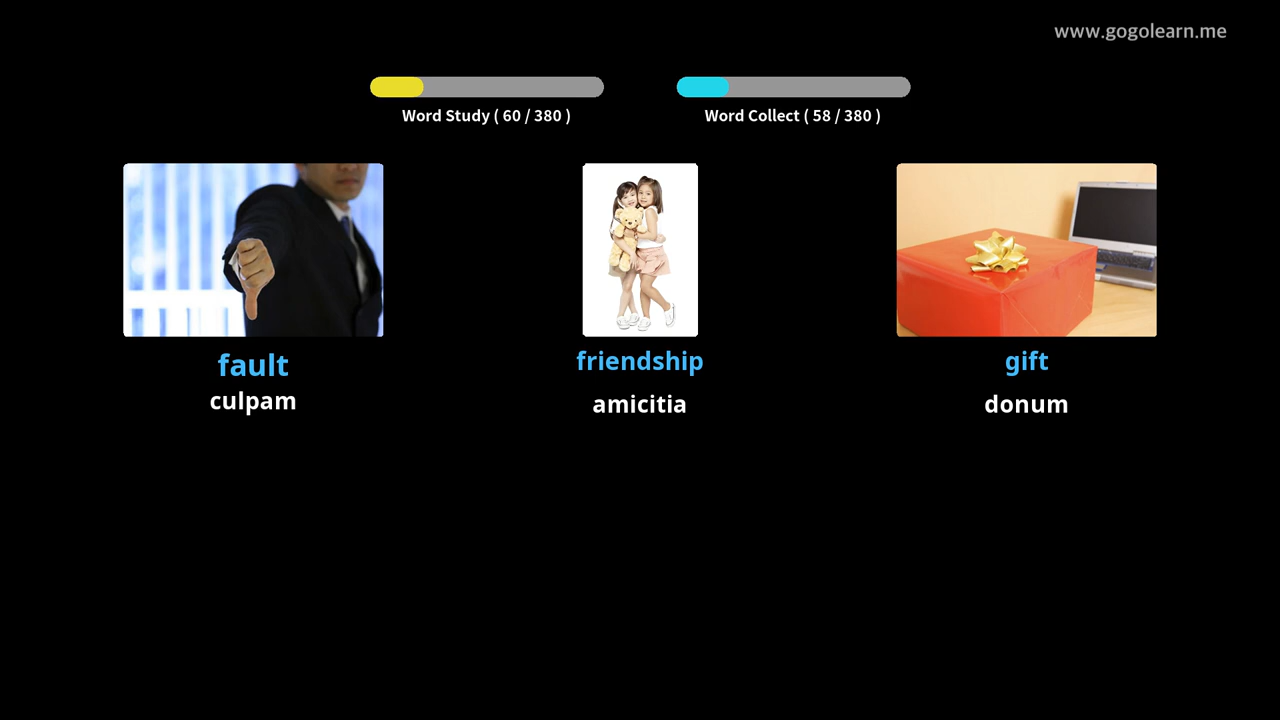 www.gogolearn.me
Word Study ( 60 / 380 )
Word Collect ( 58 / 380 )
fault
culpam
friendship
amicitia
gift
donum